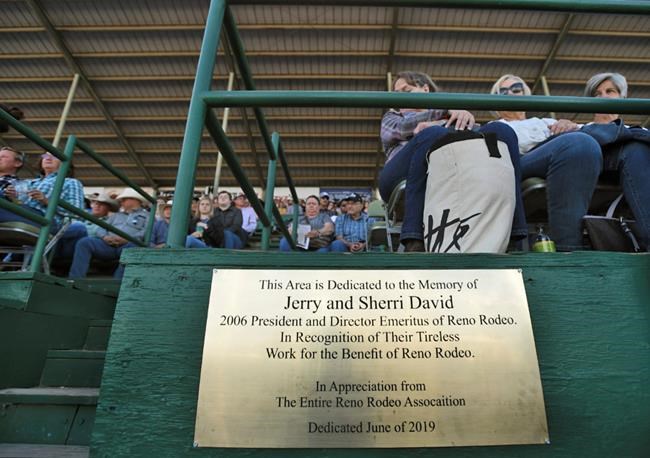 This Area is Dedicated to the Memory of
Jerry and Sherri David
2006 President and Director Emeritus of Reno Rodeo.
In Recognition of Their Tireless
Work for the Benefit of Reno Rodeo.
In Appreciation from
The Entire Reno Rodeo Assocaition
Dedicated June of 2019